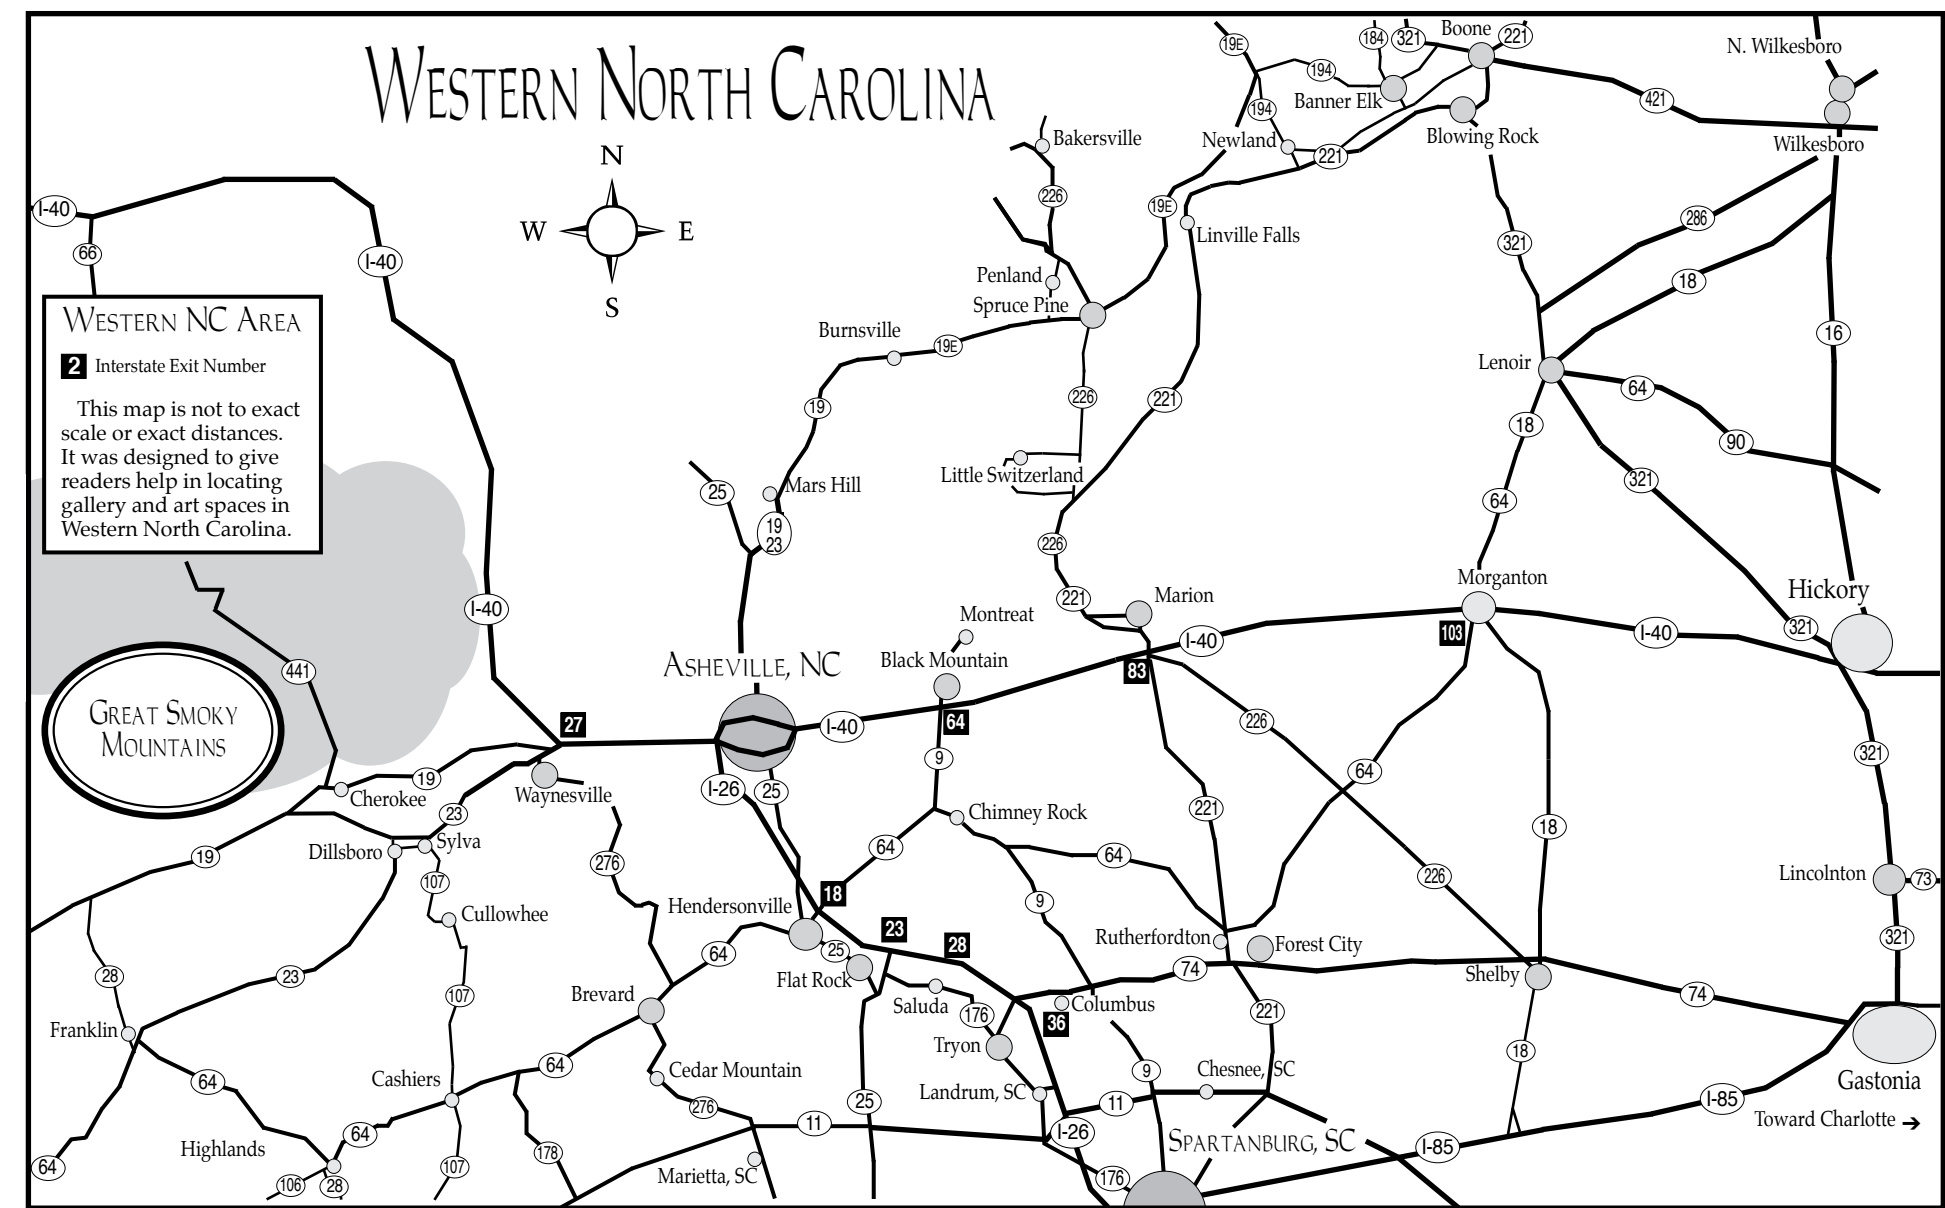 WESTERN NORTH CAROLINA
N
W
E
S
WESTERN NC AREA
2 Interstate Exit Number
This map is not to exact
scale or exact distances.
It was designed to give
readers help in locating
gallery and art spaces in
Western North Carolina.
GREAT SMOKY
MOUNTAINS
I-40
66
I-40
I-40
441
27
19E
194
184
321
Boone
221
N. Wilkesboro
Banner Elk
194
421
Newland
221
Blowing Rock
Wilkesboro
Bakersville
226
19E
Linville Falls
321
286
18
16
Penland
Spruce Pine
Burnsville
19E
19
226
221
Lenoir
64
18
90
321
64
Little Switzerland
Mars Hill
25
19
23
226
221
Marion
Morganton
Hickory
Montreat
Black Mountain
ASHEVILLE, NC
I-40
83
I-40
103
I-40
321
64
9
226
64
321
I-26
25
Chimney Rock
221
18
19
Cherokee
Waynesville
23
Dillsboro
Sylva
19
276
64
64
107
226
Lincolnton
73
Cullowhee
Hendersonville
18
23
28
9
Rutherfordton
Forest City
321
64
25
Flat Rock
74
Shelby
28
23
107
Brevard
Saluda
176
36
Columbus
221
74
Franklin
Tryon
18
Gastonia
64
Cashiers
64
Cedar Mountain
Landrum, SC
9
Chesnee, SC
I-85
Toward Charlotte ➔
276
11
25
11
I-26
SPARTANBURG, SC
I-85
Highlands
64
64
106
28
107
178
Marietta, SC
176